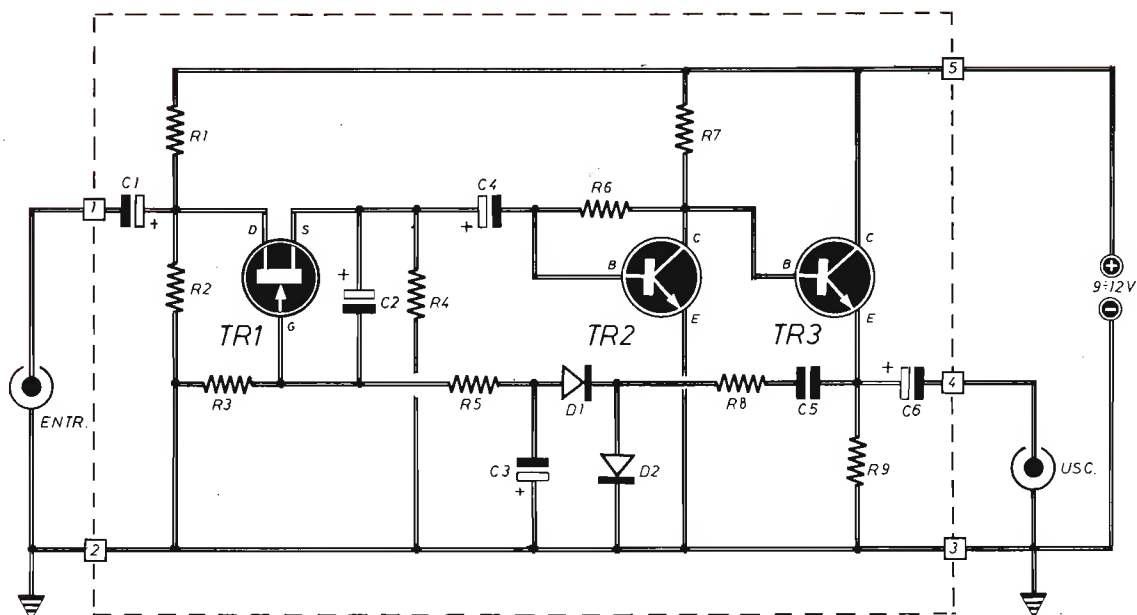 5
R1
R7
C1
C4
R6
1
+
+
D
S
C
C
R2
+
C2
R4
B
B
+
9÷12V
−
G
E
E
TR1
TR2
TR3
R3
R5
D1
R8
C5
+
C6
4
ENTR.
C3
+
D2
R9
USC.
2
3